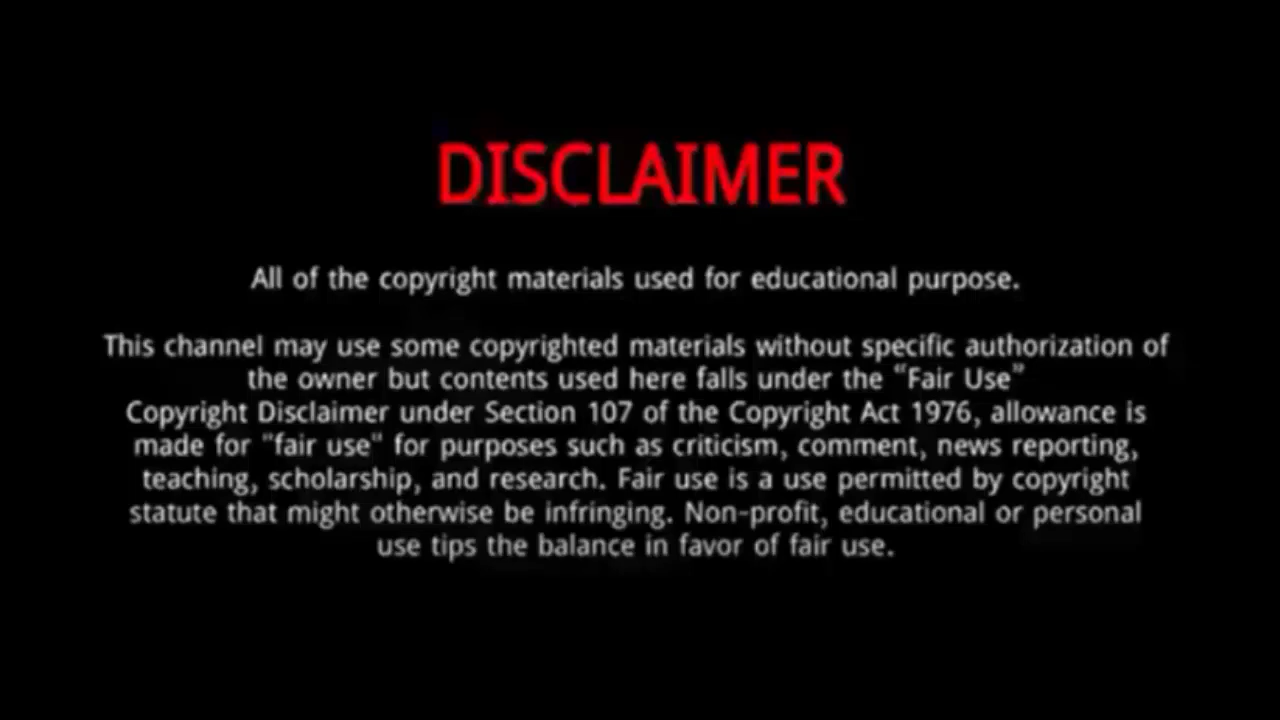 DISCLAIMER
All of the copyright materials used for educational purpose.
This channel may use some copyrighted materials without specific authorization of
the owner but contents used here falls under the “Fair Use”
Copyright Disclaimer under Section 107 of the Copyright Act 1976, allowance is
made for "fair use" for purposes such as criticism, comment, news reporting,
teaching, scholarship, and research. Fair use is a use permitted by copyright
statute that might otherwise be infringing. Non-profit, educational or personal
use tips the balance in favor of fair use.